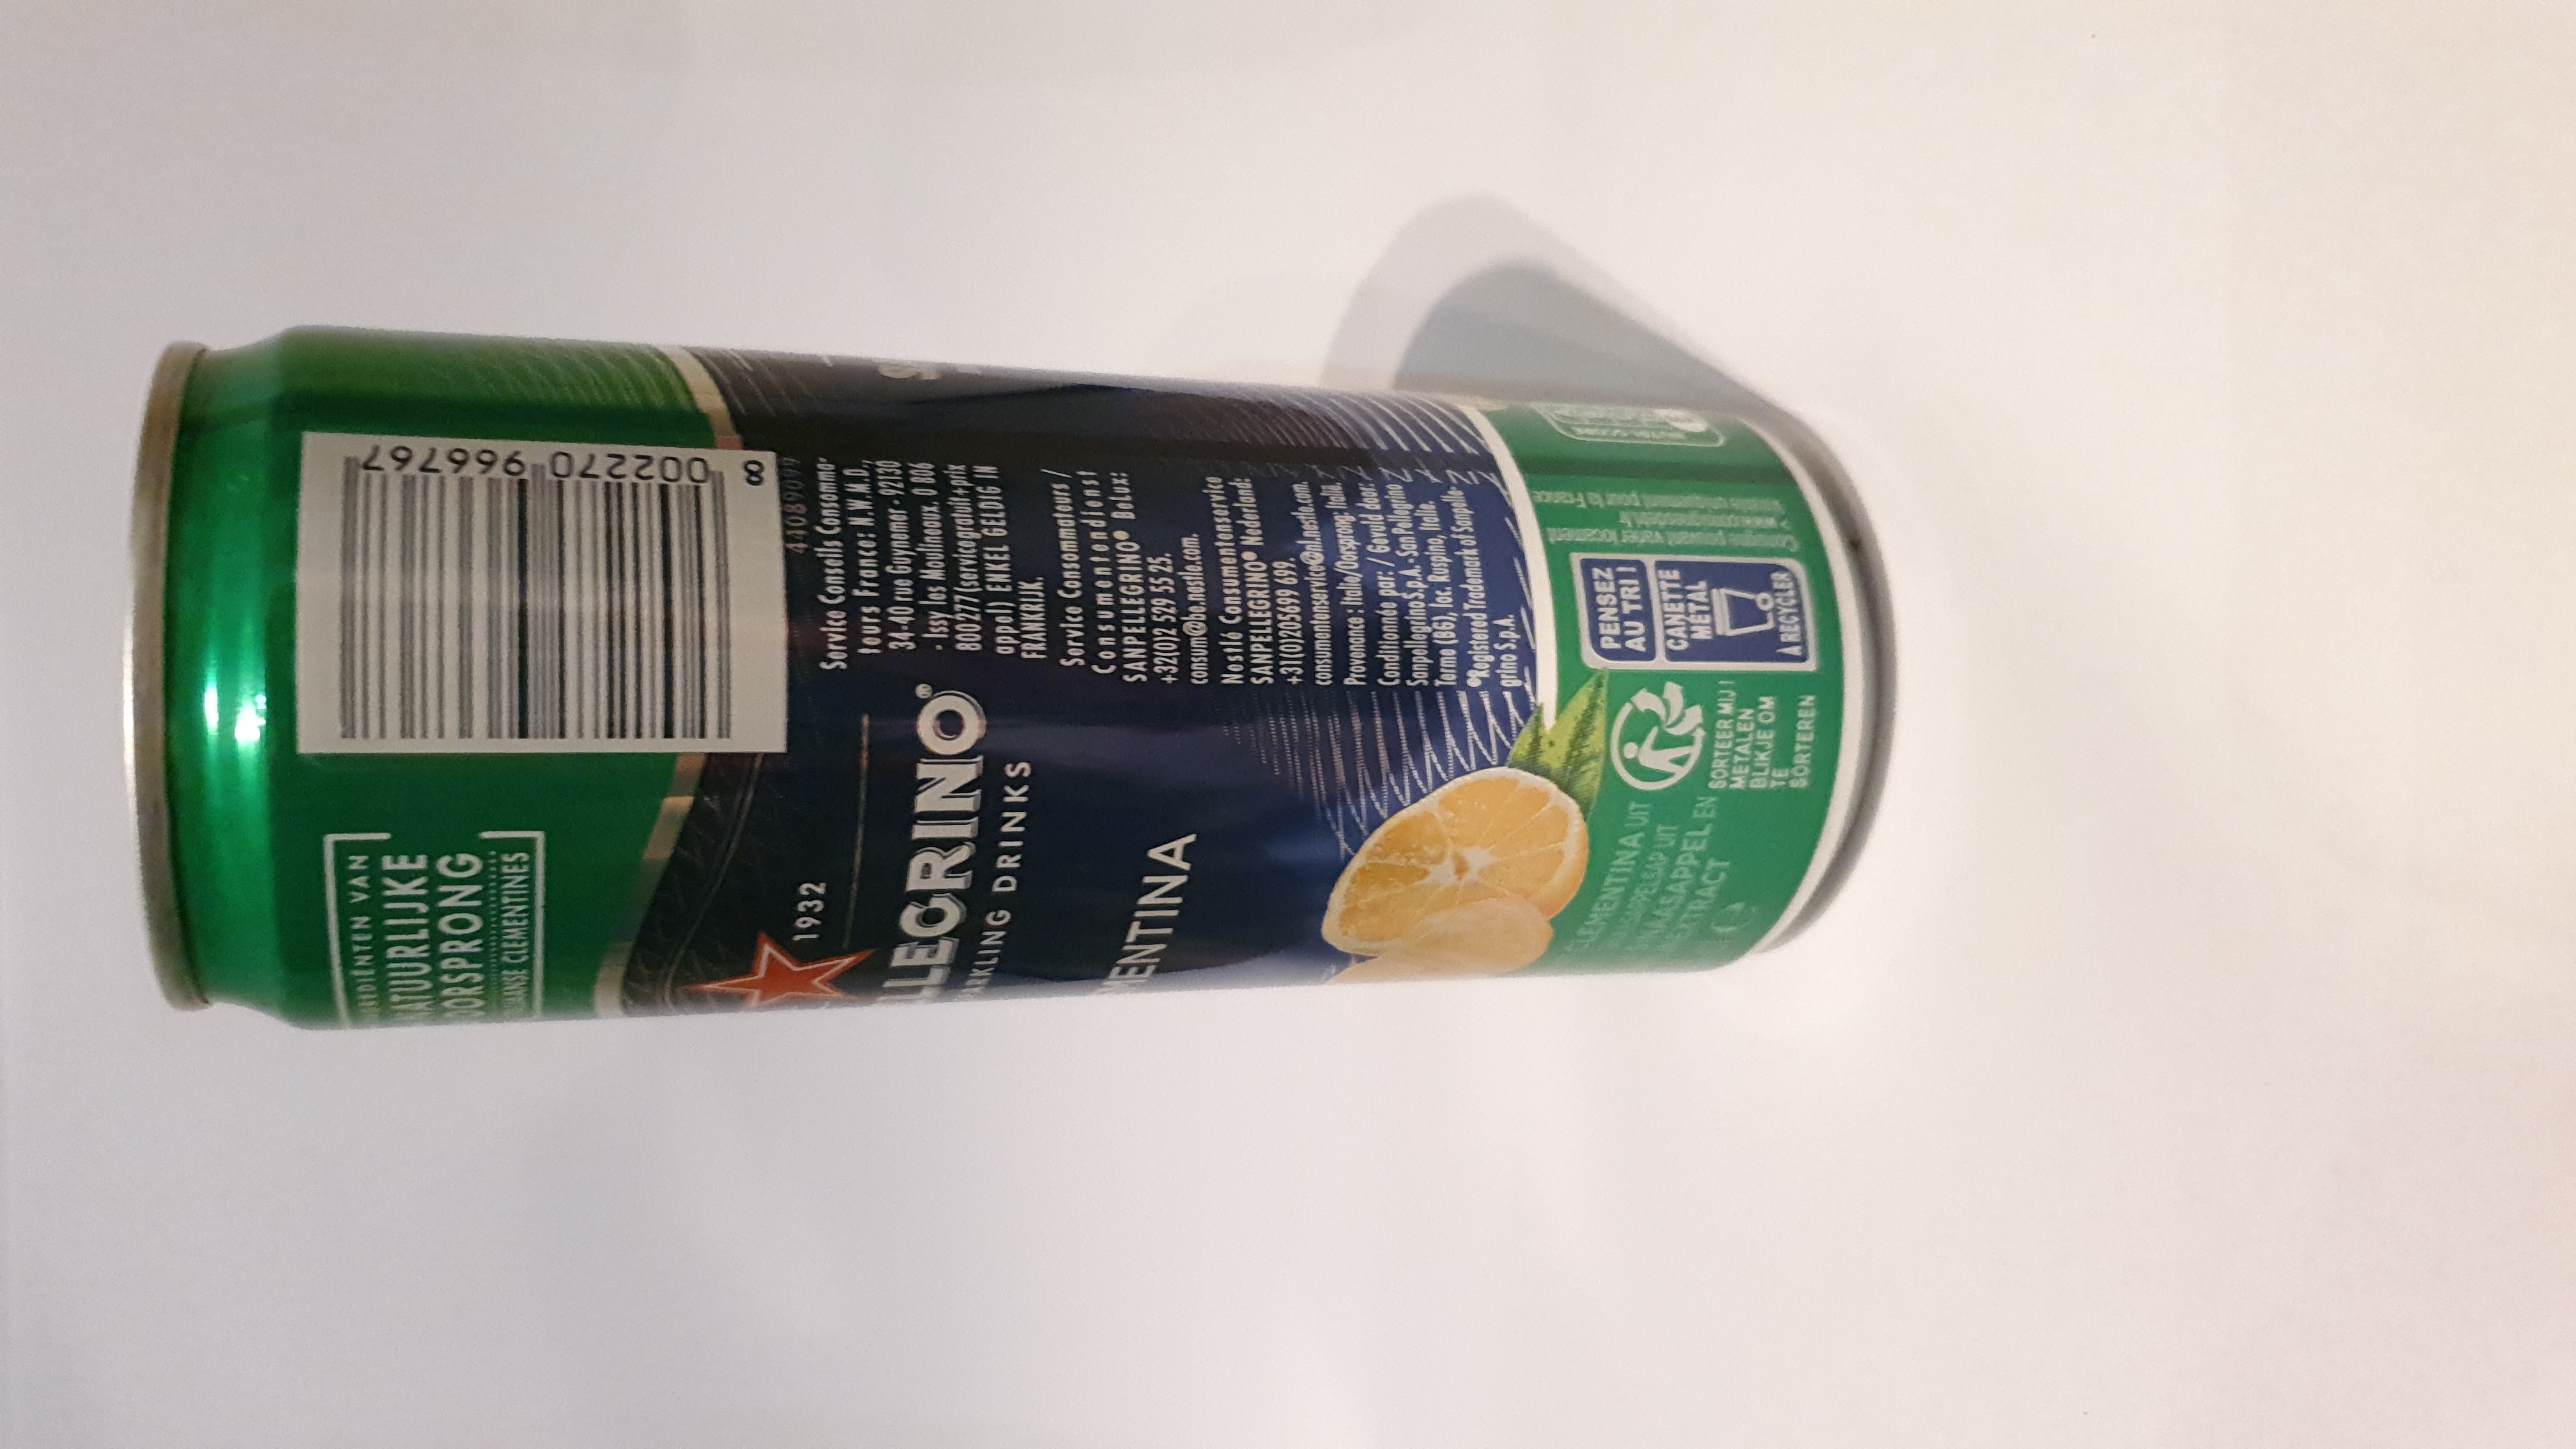 VAN
NATUURLIJKE
OORSPRONG
CLEMENTINES
1932
LLEGRINO®
SPARKLING DRINKS
MENTINA
CLEMENTINA UIT
UIT
EN
8 002270 966767
44089099
Service Conseils Consomma-
teurs France: N.W.M.D.,
34-40 rue Guynemer - 92130
- Issy les Moulineaux. 0 806
800 277 (service gratuit + prix
appel) ENKEL GELDIG IN
FRANKRIJK.
Service Consommateurs /
Consumentendienst
SANPELLEGRINO® BeLux:
+32(0)2 529 55 25.
consum@be.nestle.com.
Nestlé Consumentenservice
SANPELLEGRINO® Nederland:
+31(0)205699 699.
consumentenservice@nl.nestle.com.
Provenance : Italie/Oorsprong: Italië.
Conditionnée par: / Gevuld door:
Sanpellegrino S.p.A. - San Pellegrino
Terme (BG), loc. Ruspino, Italie.
®Registered Trademark of Sanpelle-
grino S.p.A.
SORTEER MIJ !
METALEN
BLIKJE OM
TE
SORTEREN
PENSEZ
AU TRI !
CANETTE
MÉTAL
À RECYCLER